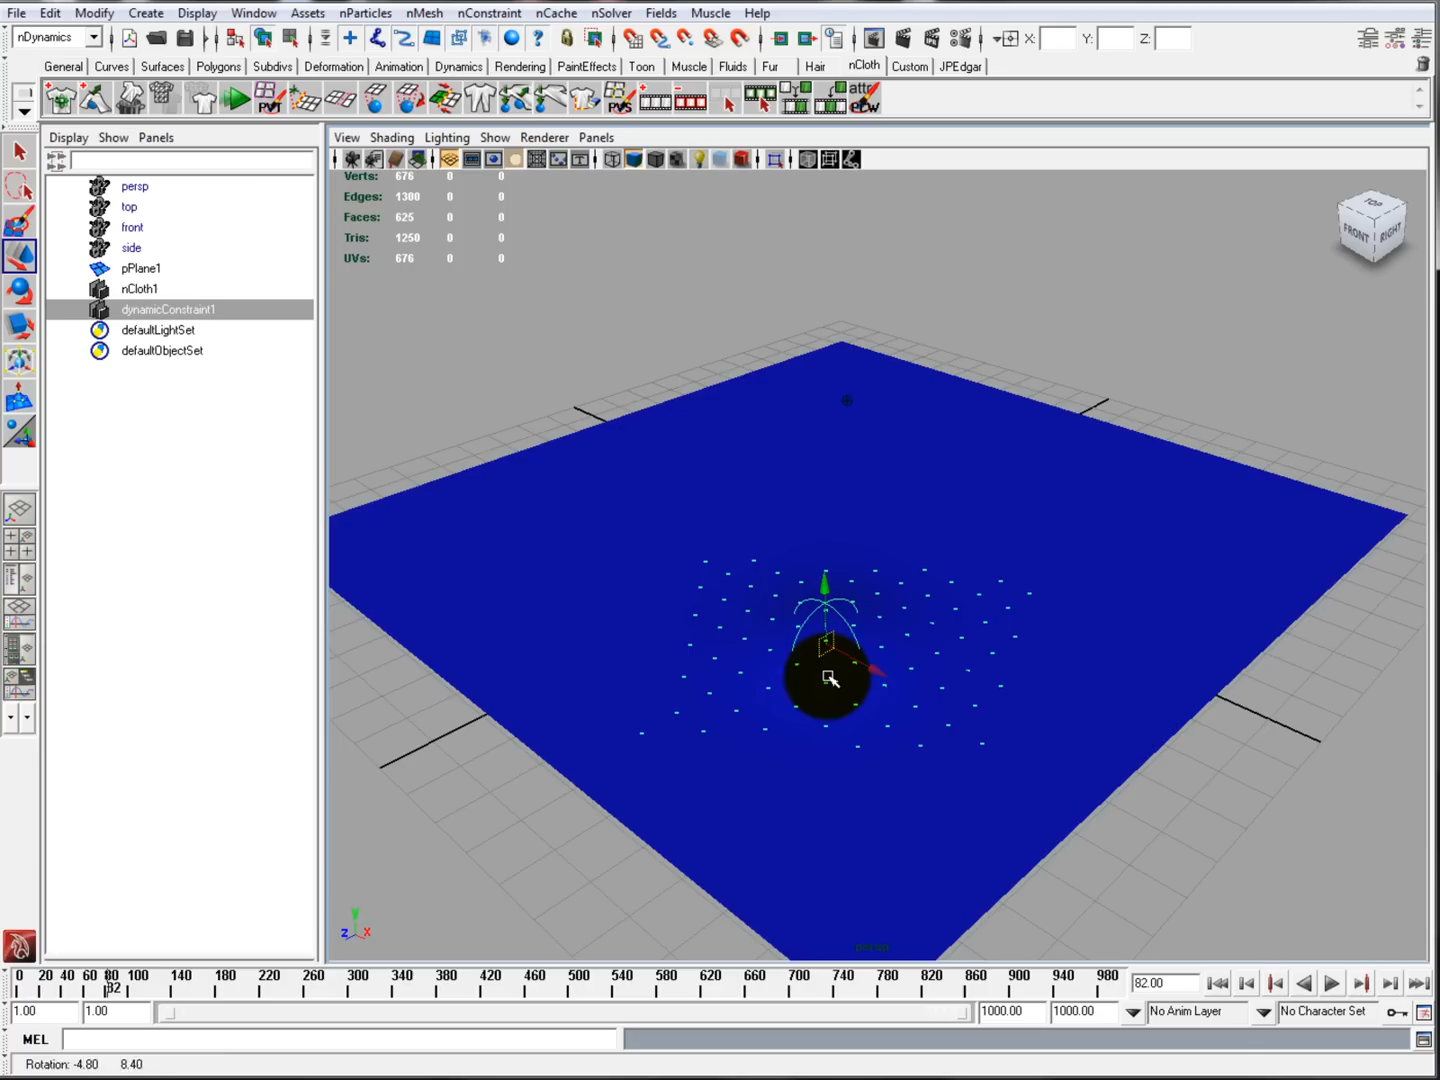 File Edit Modify Create Display Window Assets nParticles nMesh nConstraint nCache nSolver Fields Muscle Help
nDynamics X: Y: Z:
General Curves Surfaces Polygons Subdivs Deformation Animation Dynamics Rendering PaintEffects Toon Muscle Fluids Fur Hair nCloth Custom JPEdgar
PVT PVS attr PCW
Display Show Panels
View Shading Lighting Show Renderer Panels
persp
top
front
side
pPlane1
nCloth1
dynamicConstraint1
defaultLightSet
defaultObjectSet
Verts: 676 0 0
Edges: 1300 0 0
Faces: 625 0 0
Tris: 1250 0 0
UVs: 676 0 0
TOP
FRONT RIGHT
y
z x
persp
0 20 40 60 80 100 140 180 220 260 300 340 380 420 460 500 540 580 620 660 700 740 780 820 860 900 940 980
82
82.00
1.00 1.00 1000.00 1000.00 No Anim Layer No Character Set
MEL
Rotation: -4.80 8.40